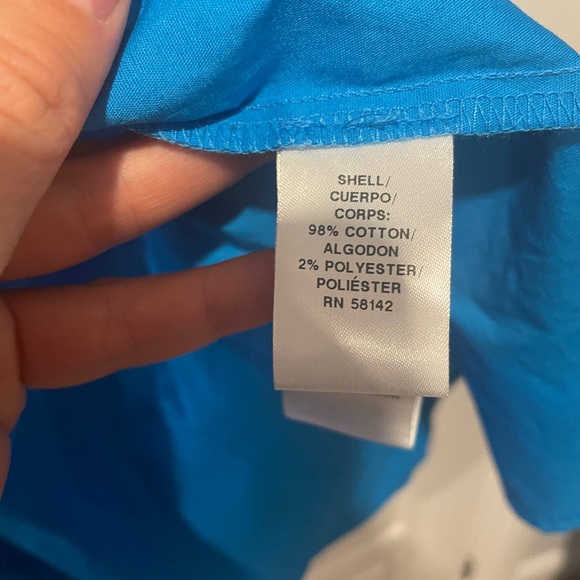 SHELL/
CUERPO/
CORPS:
98% COTTON/
ALGODON
2% POLYESTER/
POLIÉSTER
RN 58142